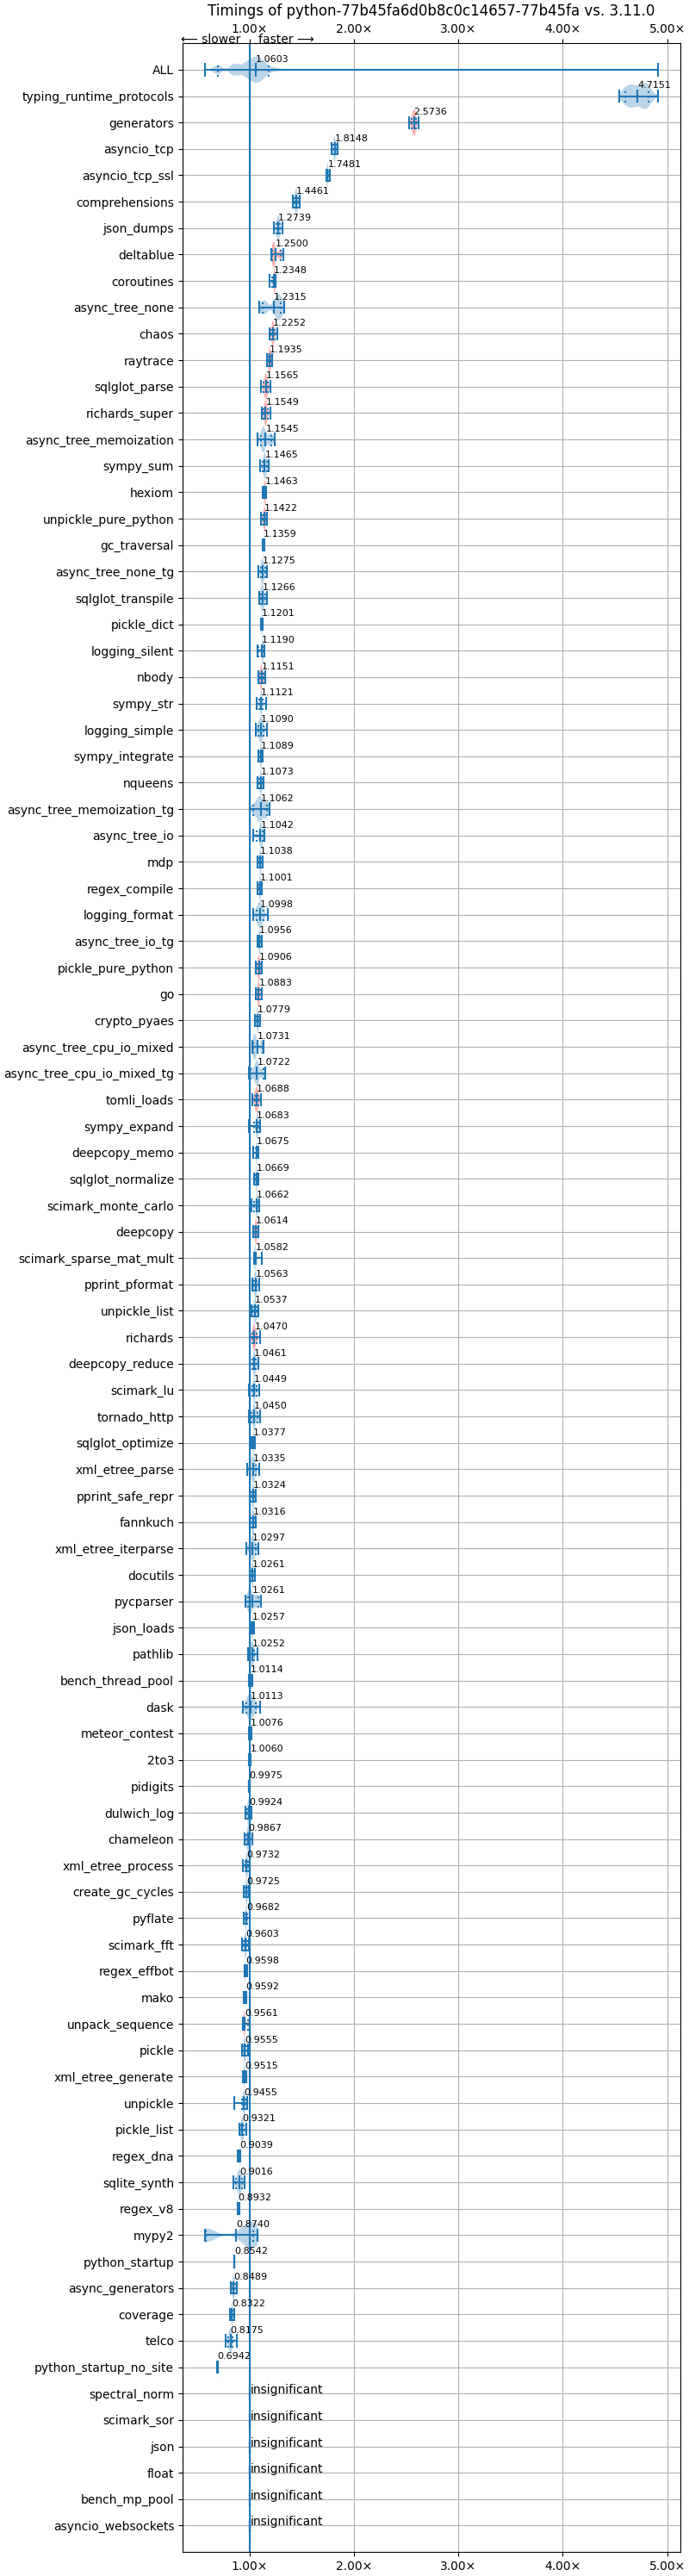 Timings of python-77b45fa6d0b8c0c14657-77b45fa vs. 3.11.0
1.00× 2.00× 3.00× 4.00× 5.00×
⟵ slower faster ⟶
ALL 1.0603
typing_runtime_protocols 4.7151
generators 2.5736
asyncio_tcp 1.8148
asyncio_tcp_ssl 1.7481
comprehensions 1.4461
json_dumps 1.2739
deltablue 1.2500
coroutines 1.2348
async_tree_none 1.2315
chaos 1.2252
raytrace 1.1935
sqlglot_parse 1.1565
richards_super 1.1549
async_tree_memoization 1.1545
sympy_sum 1.1465
hexiom 1.1463
unpickle_pure_python 1.1422
gc_traversal 1.1359
async_tree_none_tg 1.1275
sqlglot_transpile 1.1266
pickle_dict 1.1201
logging_silent 1.1190
nbody 1.1151
sympy_str 1.1121
logging_simple 1.1090
sympy_integrate 1.1089
nqueens 1.1073
async_tree_memoization_tg 1.1062
async_tree_io 1.1042
mdp 1.1038
regex_compile 1.1001
logging_format 1.0998
async_tree_io_tg 1.0956
pickle_pure_python 1.0906
go 1.0883
crypto_pyaes 1.0779
async_tree_cpu_io_mixed 1.0731
async_tree_cpu_io_mixed_tg 1.0722
tomli_loads 1.0688
sympy_expand 1.0683
deepcopy_memo 1.0675
sqlglot_normalize 1.0669
scimark_monte_carlo 1.0662
deepcopy 1.0614
scimark_sparse_mat_mult 1.0582
pprint_pformat 1.0563
unpickle_list 1.0537
richards 1.0470
deepcopy_reduce 1.0461
scimark_lu 1.0449
tornado_http 1.0450
sqlglot_optimize 1.0377
xml_etree_parse 1.0335
pprint_safe_repr 1.0324
fannkuch 1.0316
xml_etree_iterparse 1.0297
docutils 1.0261
pycparser 1.0261
json_loads 1.0257
pathlib 1.0252
bench_thread_pool 1.0114
dask 1.0113
meteor_contest 1.0076
2to3 1.0060
pidigits 0.9975
dulwich_log 0.9924
chameleon 0.9867
xml_etree_process 0.9732
create_gc_cycles 0.9725
pyflate 0.9682
scimark_fft 0.9603
regex_effbot 0.9598
mako 0.9592
unpack_sequence 0.9561
pickle 0.9555
xml_etree_generate 0.9515
unpickle 0.9455
pickle_list 0.9321
regex_dna 0.9039
sqlite_synth 0.9016
regex_v8 0.8932
mypy2 0.8740
python_startup 0.8542
async_generators 0.8489
coverage 0.8322
telco 0.8175
python_startup_no_site 0.6942
spectral_norm insignificant
scimark_sor insignificant
json insignificant
float insignificant
bench_mp_pool insignificant
asyncio_websockets insignificant
1.00× 2.00× 3.00× 4.00× 5.00×